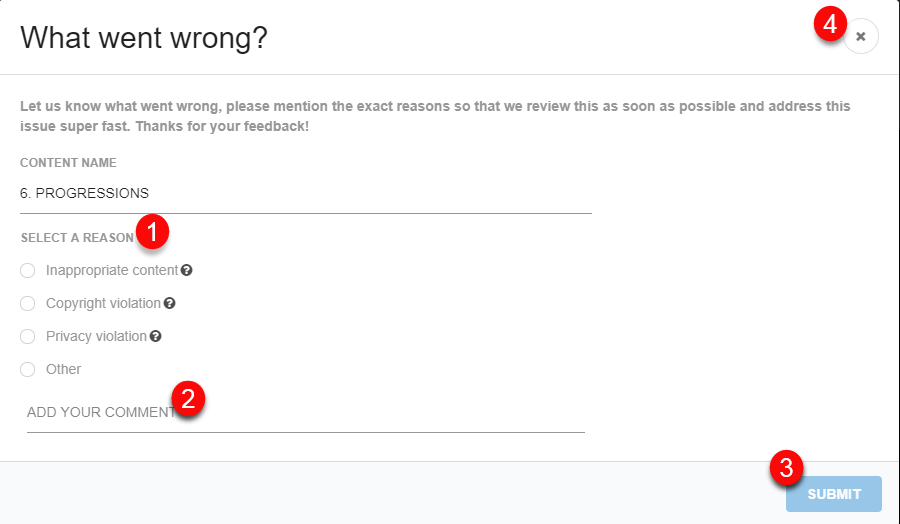 What went wrong?
4
Let us know what went wrong, please mention the exact reasons so that we review this as soon as possible and address this
issue super fast. Thanks for your feedback!
CONTENT NAME
6. PROGRESSIONS
SELECT A REASON
1
Inappropriate content ?
Copyright violation ?
Privacy violation ?
Other
ADD YOUR COMMENT
2
3
SUBMIT